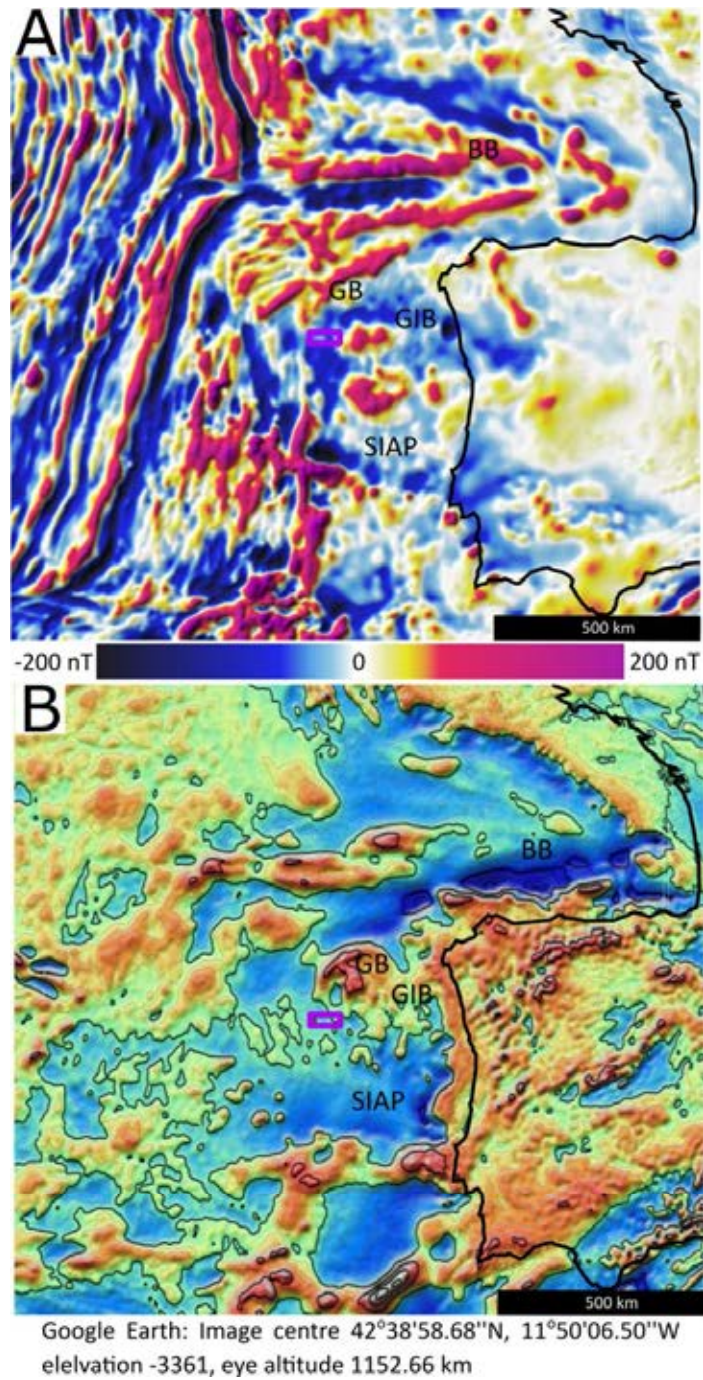 A
BB
GB
GIB
SIAP
500 km
-200 nT 0 200 nT
B
BB
GB
GIB
SIAP
500 km
Google Earth: Image centre 42°38'58.68''N, 11°50'06.50''W
elelvation -3361, eye altitude 1152.66 km